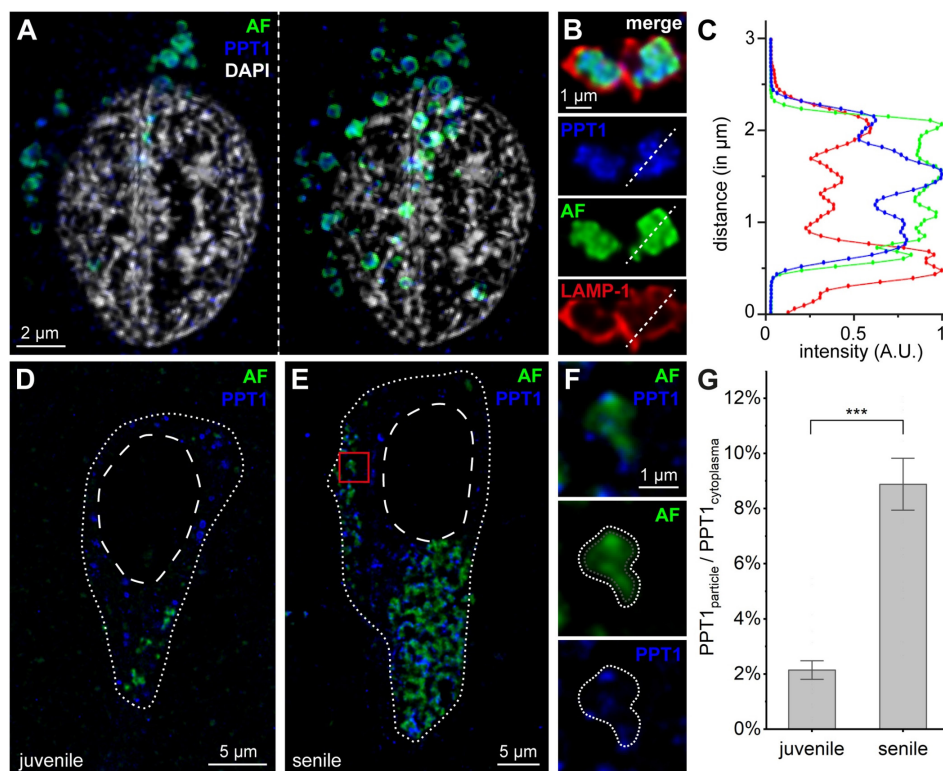 A
AF
PPT1
DAPI
2 µm
B
merge
1 µm
PPT1
AF
LAMP-1
C
3
2
1
0
distance (in µm)
0
0.5
1
intensity (A.U.)
D
AF
PPT1
juvenile
5 µm
E
AF
PPT1
senile
5 µm
F
AF
PPT1
1 µm
AF
PPT1
G
12%
10%
8%
6%
4%
2%
0%
PPT1particle / PPT1cytoplasma
***
juvenile
senile